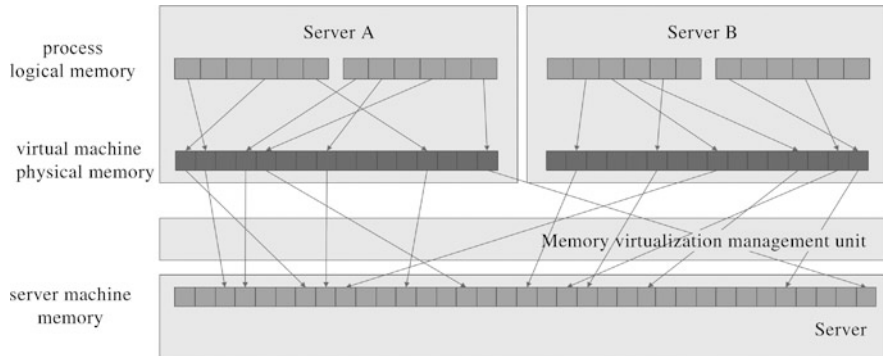 Server A
Server B
process
logical memory
virtual machine
physical memory
Memory virtualization management unit
server machine
memory
Server